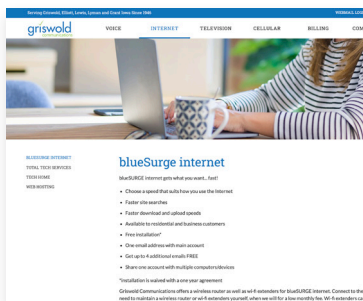 Serving Griswold, Elliott, Lewis, Lyman and Grant Iowa Since 1946
WEBMAIL LOG
griswold
communications
VOICE INTERNET TELEVISION CELLULAR BILLING CON
BLUESURGE INTERNET
TOTAL TECH SERVICES
TECH HOME
WEB HOSTING
blueSurge internet
blueSURGE internet gets what you want... fast!
• Choose a speed that suits how you use the Internet
• Faster site searches
• Faster download and upload speeds
• Available to residential and business customers
• Free installation*
• One email address with main account
• Get up to 4 additional emails FREE
• Share one account with multiple computers/devices
*Installation is waived with a one year agreement
Griswold Communications offers a wireless router as well as wi-fi extenders for blueSURGE Internet. Connect to the
need to maintain a wireless router or wi-fi extenders yourself, when we will for a low monthly fee. Wi-fi extenders ca